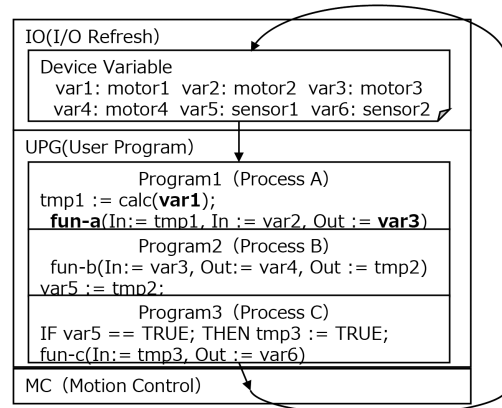 IO(I/O Refresh)
Device Variable
var1: motor1 var2: motor2 var3: motor3
var4: motor4 var5: sensor1 var6: sensor2
UPG(User Program)
Program1 (Process A)
tmp1 := calc(var1);
fun-a(In:= tmp1, In := var2, Out := var3)
Program2 (Process B)
fun-b(In:= var3, Out:= var4, Out := tmp2)
var5 := tmp2;
Program3 (Process C)
IF var5 == TRUE; THEN tmp3 := TRUE;
fun-c(In:= tmp3, Out := var6)
MC (Motion Control)